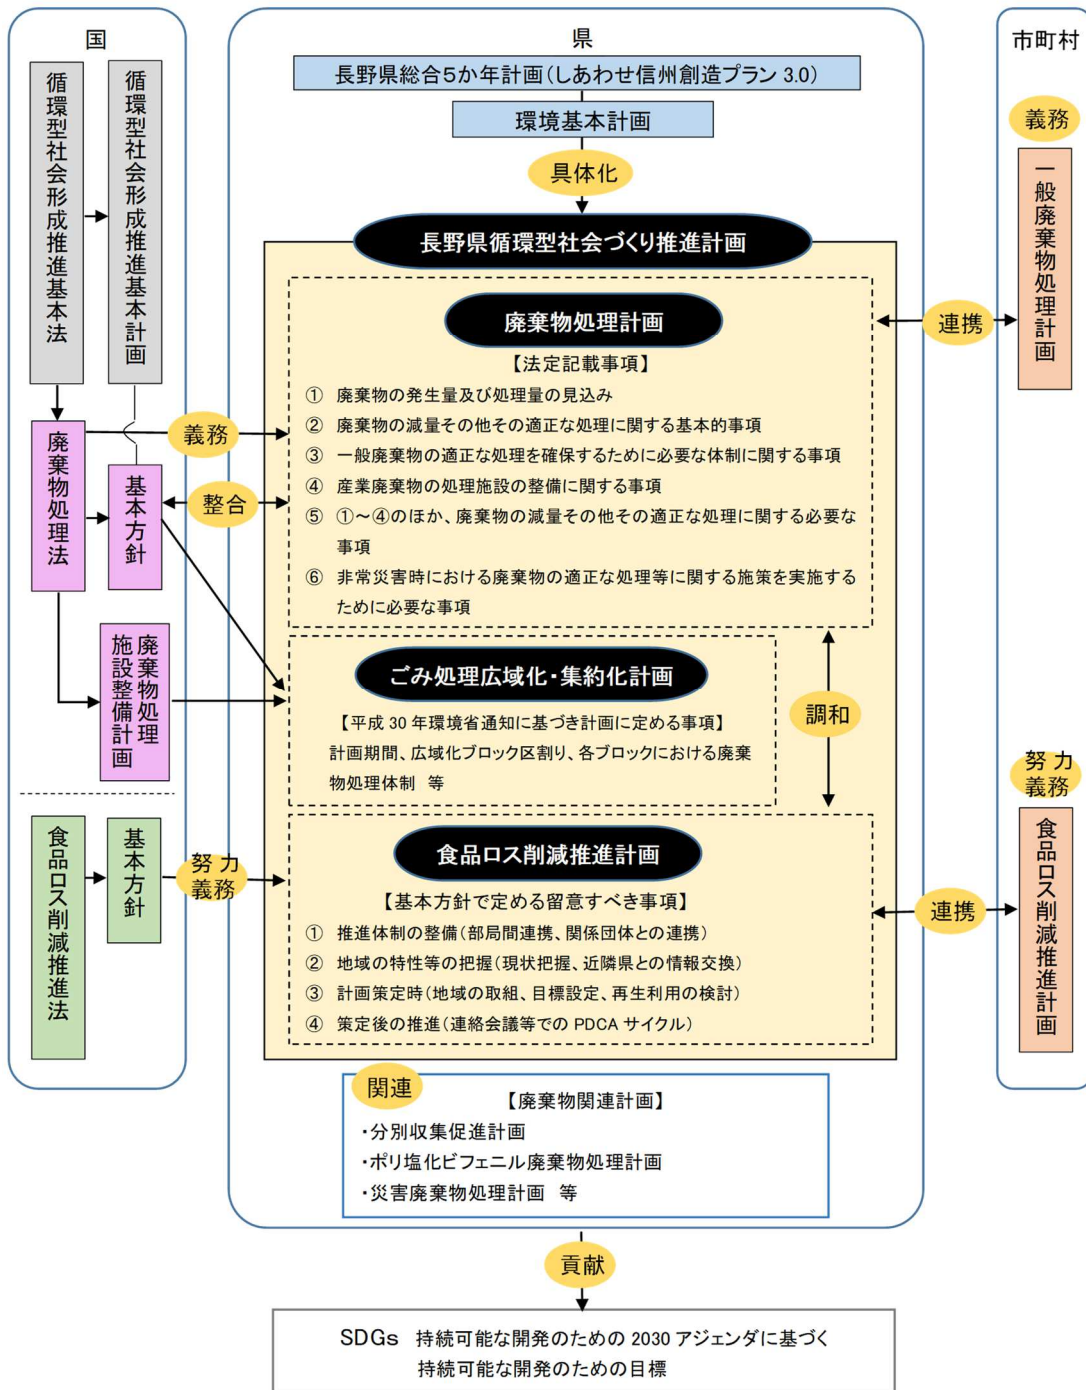 国
循環型社会形成推進基本法
循環型社会形成推進基本計画
廃棄物処理法
基本方針
廃棄物処理
施設整備計画
食品ロス削減推進法
基本方針
義務
整合
努力
義務
県
長野県総合5か年計画(しあわせ信州創造プラン 3.0)
環境基本計画
具体化
長野県循環型社会づくり推進計画
廃棄物処理計画
【法定記載事項】
① 廃棄物の発生量及び処理量の見込み
② 廃棄物の減量その他その適正な処理に関する基本的事項
③ 一般廃棄物の適正な処理を確保するために必要な体制に関する事項
④ 産業廃棄物の処理施設の整備に関する事項
⑤ ①～④のほか、廃棄物の減量その他その適正な処理に関する必要な
事項
⑥ 非常災害時における廃棄物の適正な処理等に関する施策を実施する
ために必要な事項
ごみ処理広域化・集約化計画
【平成 30 年環境省通知に基づき計画に定める事項】
計画期間、広域化ブロック区割り、各ブロックにおける廃棄
物処理体制 等
調和
食品ロス削減推進計画
【基本方針で定める留意すべき事項】
① 推進体制の整備(部局間連携、関係団体との連携)
② 地域の特性等の把握(現状把握、近隣県との情報交換)
③ 計画策定時(地域の取組、目標設定、再生利用の検討)
④ 策定後の推進(連絡会議等での PDCA サイクル)
関連
【廃棄物関連計画】
・分別収集促進計画
・ポリ塩化ビフェニル廃棄物処理計画
・災害廃棄物処理計画 等
貢献
SDGs 持続可能な開発のための 2030 アジェンダに基づく
持続可能な開発のための目標
市町村
義務
一般廃棄物処理計画
連携
努力
義務
食品ロス削減推進計画
連携